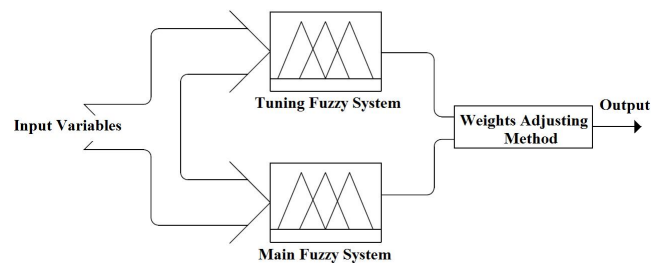 Tuning Fuzzy System
Input Variables
Output
Weights Adjusting
Method
Main Fuzzy System